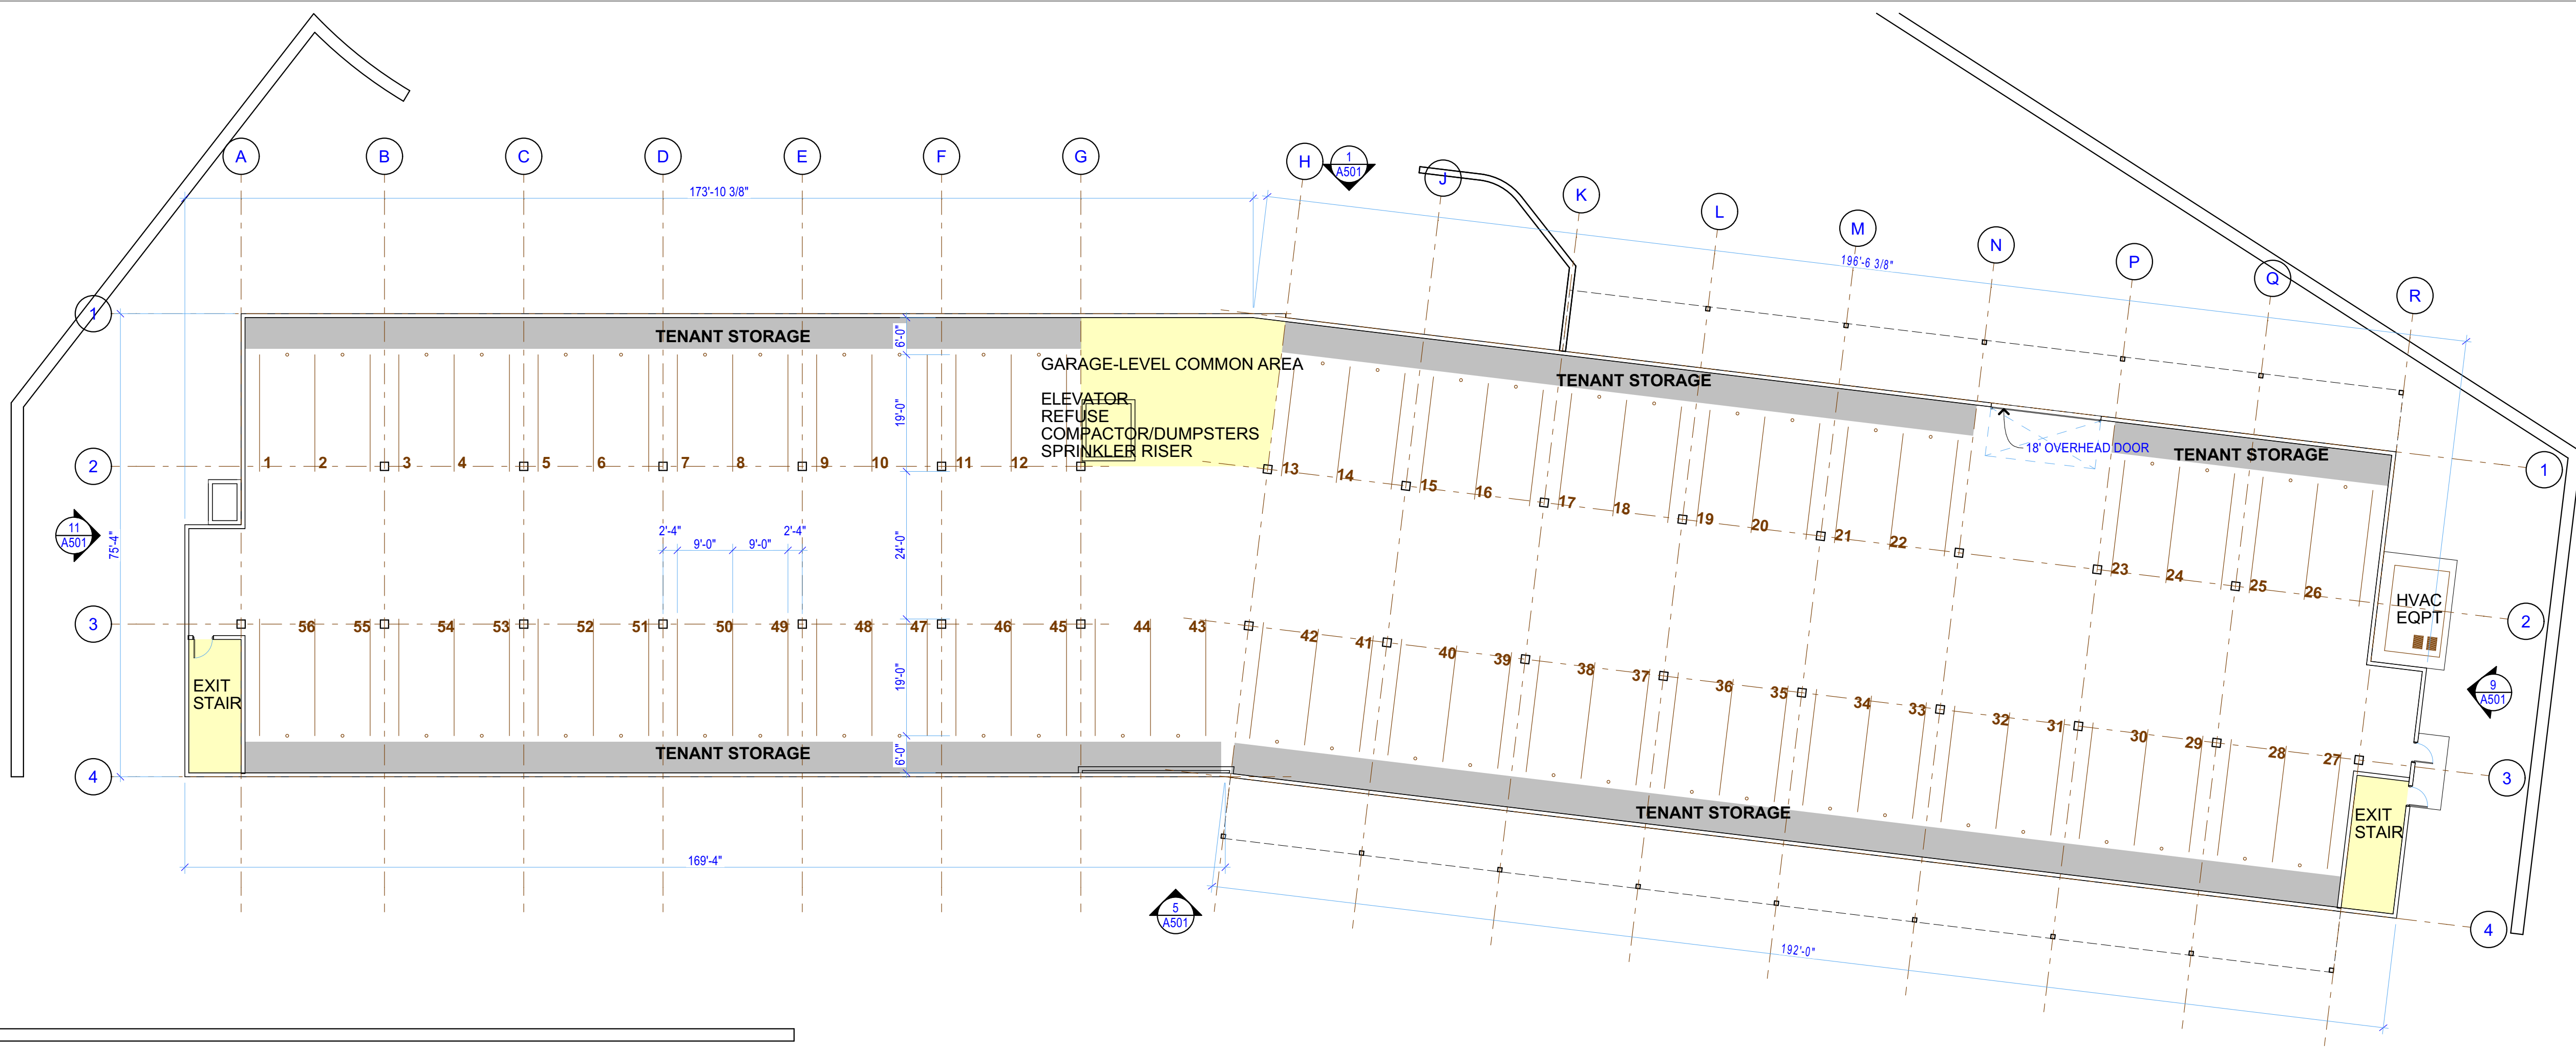 A
B
C
D
E
F
G
H
J
K
L
M
N
P
Q
R
1
A501
173'-10 3/8"
196'-6 3/8"
1
TENANT STORAGE
6'-0"
GARAGE-LEVEL COMMON AREA
ELEVATOR
REFUSE
COMPACTOR/DUMPSTERS
SPRINKLER RISER
TENANT STORAGE
18' OVERHEAD DOOR
TENANT STORAGE
1
19'-0"
2
1
2
3
4
5
6
7
8
9
10
11
12
13
14
15
16
17
18
19
20
21
22
23
24
25
26
2
HVAC
EQPT
11
A501
75'-4"
2'-4"
9'-0"
9'-0"
2'-4"
24'-0"
3
56
55
54
53
52
51
50
49
48
47
46
45
44
43
42
41
40
39
38
37
36
35
34
33
32
31
30
29
28
27
3
9
A501
EXIT
STAIR
19'-0"
TENANT STORAGE
6'-0"
4
TENANT STORAGE
EXIT
STAIR
4
169'-4"
5
A501
192'-0"